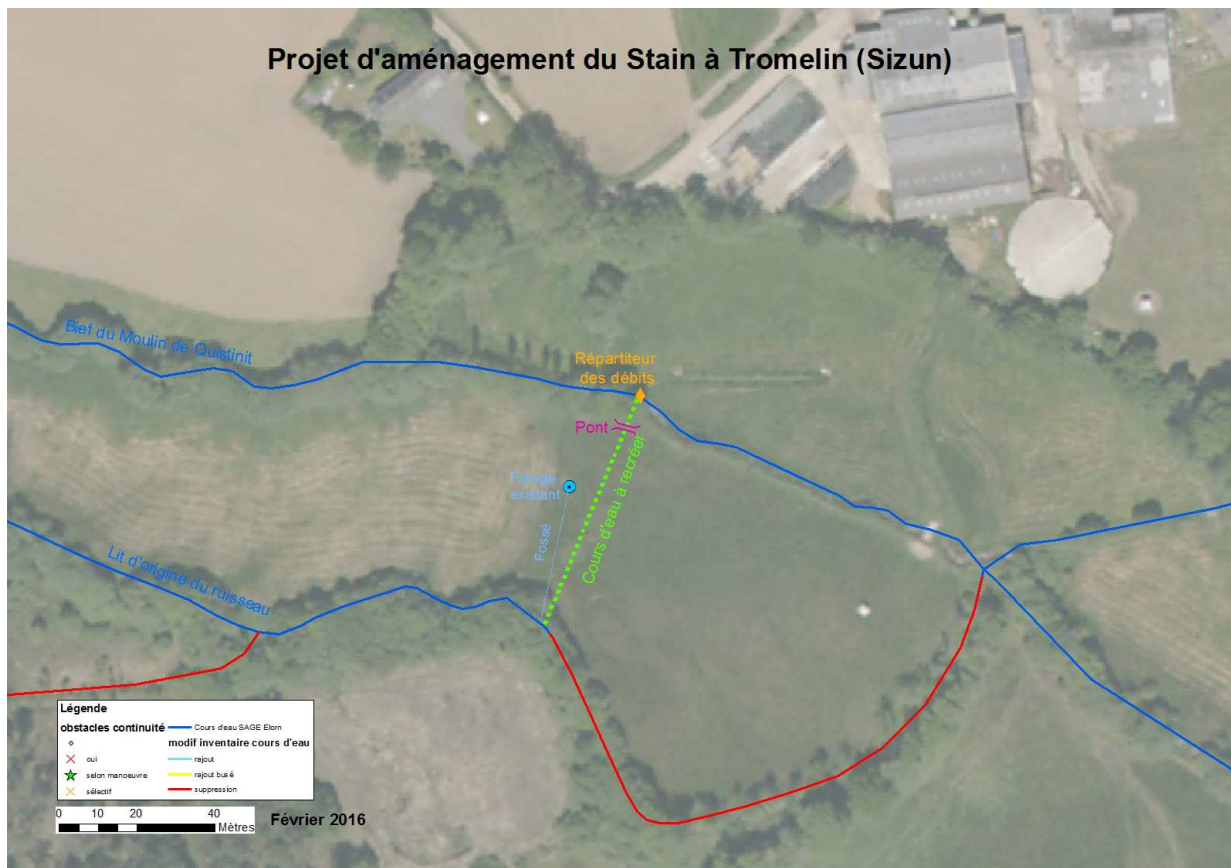 Projet d'aménagement du Stain à Tromelin (Sizun)
Bief du Moulin de Quistinit
Répartiteur
des débits
Pont
Forage
existant
Fossé
Cours d'eau à recréer
Lit d'origine du ruisseau
Légende
obstacles continuité
oui
selon manoeuvre
sélectif
Cours d'eau SAGE Elorn
modif inventaire cours d'eau
rajout
rajout busé
suppression
0 10 20 40
Mètres
Février 2016